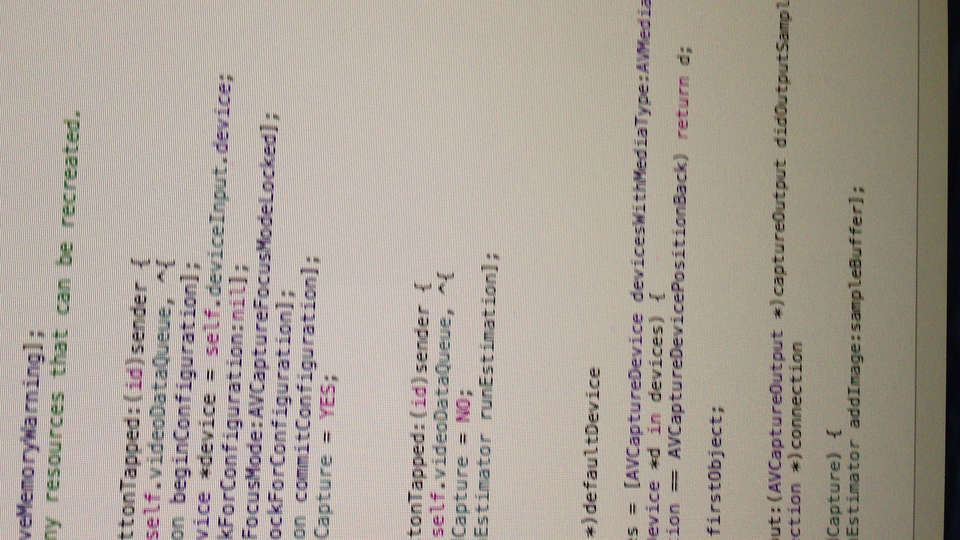 veMemoryWarning];
ny resources that can be recreated.
ttonTapped:(id)sender {
self.videoDataQueue, ^{
on beginConfiguration];
vice *device = self.deviceInput.device;
kForConfiguration:nil];
FocusMode:AVCaptureFocusModeLocked];
ockForConfiguration];
on commitConfiguration];
Capture = YES;
tonTapped:(id)sender {
self.videoDataQueue, ^{
Capture = NO;
Estimator runEstimation];
*)defaultDevice
s = [AVCaptureDevice devicesWithMediaType:AVMedia
Device *d in devices) {
ion == AVCaptureDevicePositionBack) return d;
firstObject;
ut:(AVCaptureOutput *)captureOutput didOutputSampl
ction *)connection
Capture) {
Estimator addImage:sampleBuffer];